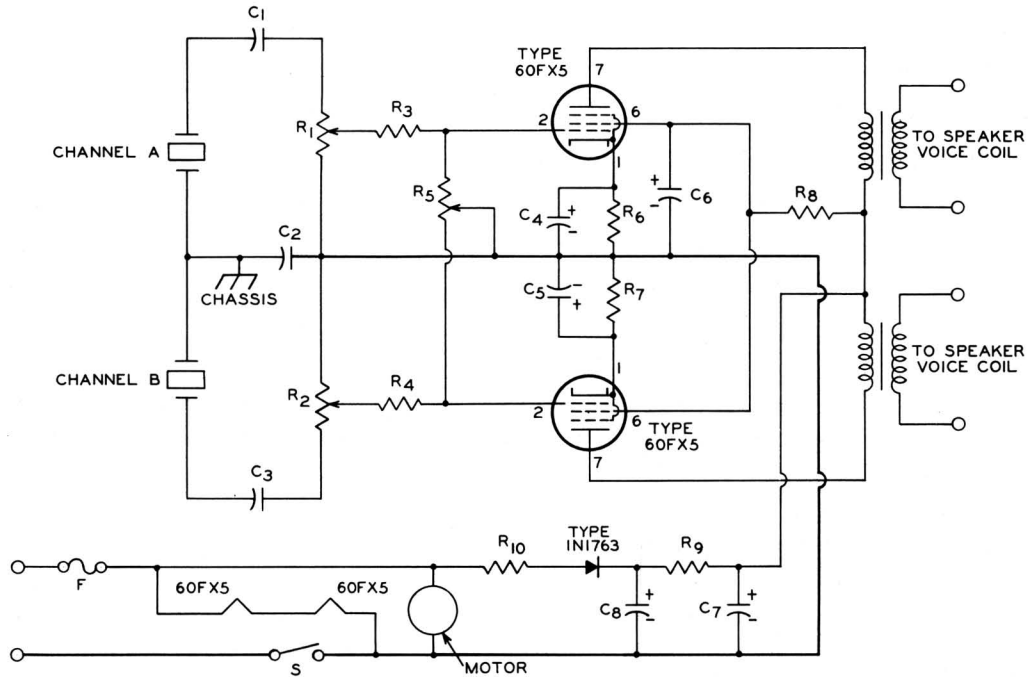 C1
TYPE
60FX5
7
R1
R3
2
6
TO SPEAKER
VOICE COIL
CHANNEL A
1
R5
C4
+
-
R6
+
-
C6
R8
C2
CHASSIS
C5
-
+
R7
CHANNEL B
R2
R4
1
2
6
TYPE
60FX5
7
TO SPEAKER
VOICE COIL
C3
F
60FX5
60FX5
R10
TYPE
1N1763
R9
C8
+
-
C7
+
-
S
MOTOR